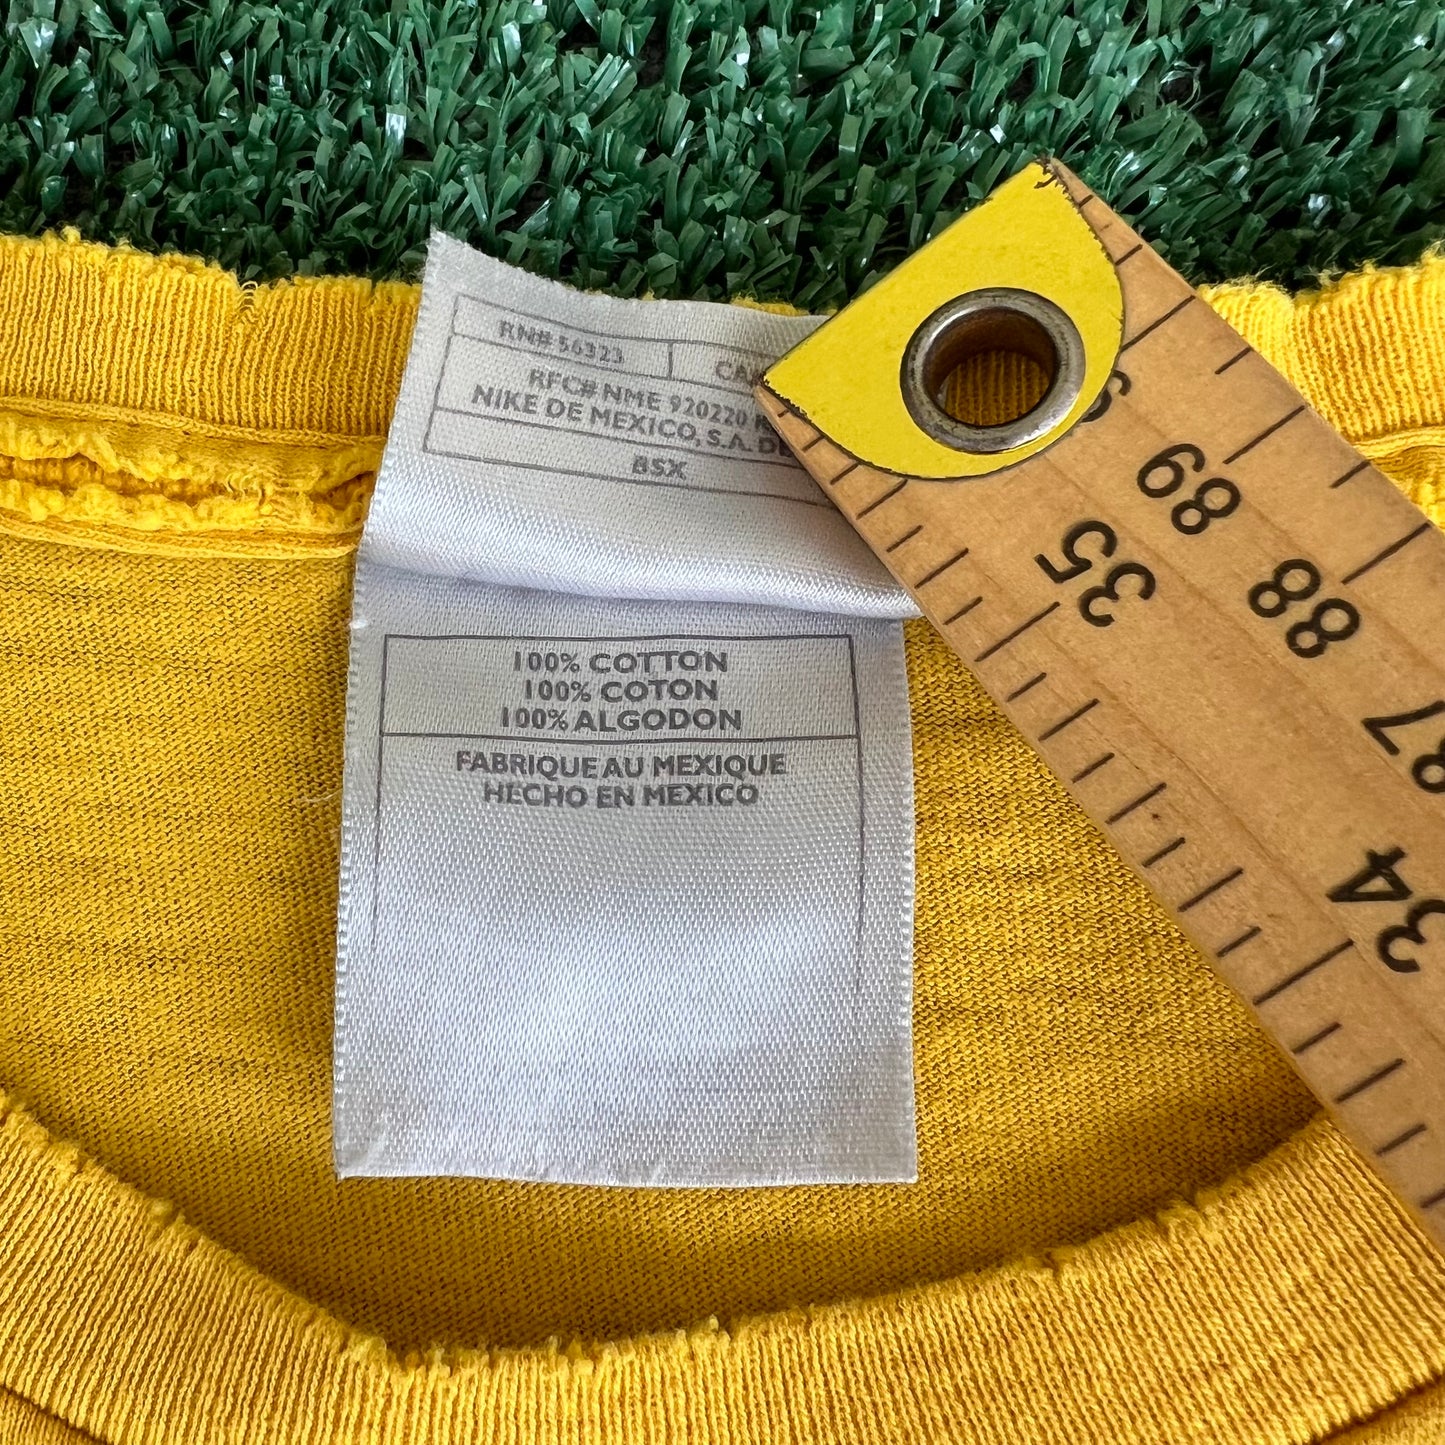 RN# 56323
CA
RFC# NME 920220
NIKE DE MEXICO, S.A. DE
BSX
100% COTTON
100% COTON
100% ALGODON
FABRIQUE AU MEXIQUE
HECHO EN MEXICO
35
89
88
34